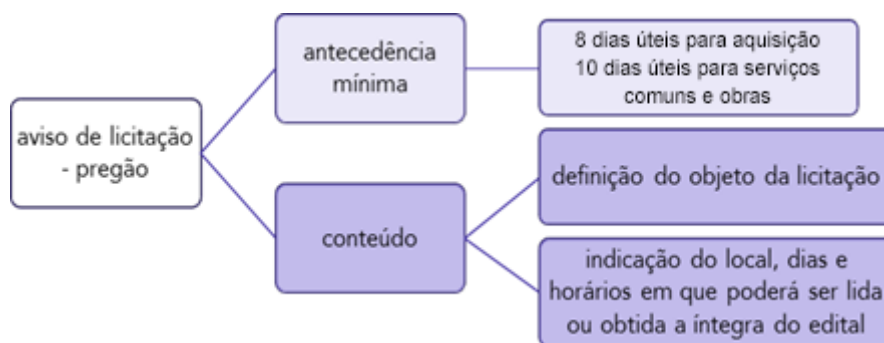 aviso de licitação
- pregão
antecedência
mínima
8 dias úteis para aquisição
10 dias úteis para serviços
comuns e obras
conteúdo
definição do objeto da licitação
indicação do local, dias e
horários em que poderá ser lida
ou obtida a íntegra do edital